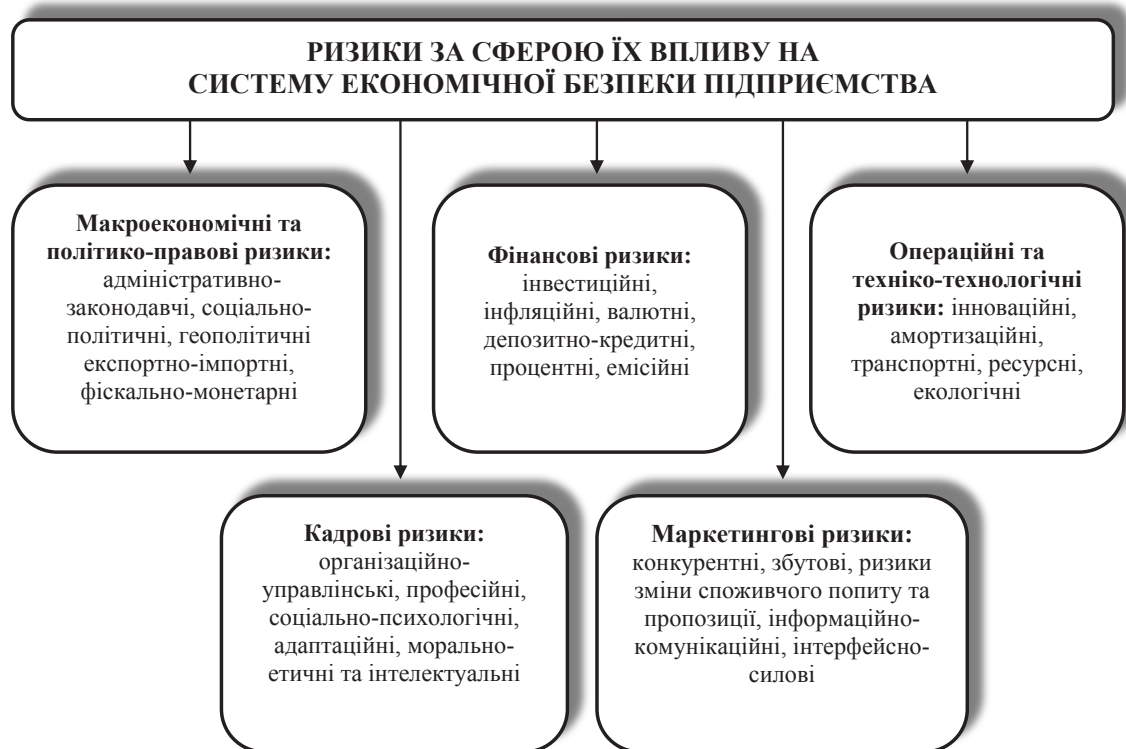 РИЗИКИ ЗА СФЕРОЮ ЇХ ВПЛИВУ НА
СИСТЕМУ ЕКОНОМІЧНОЇ БЕЗПЕКИ ПІДПРИЄМСТВА
Макроекономічні та
політико-правові ризики:
адміністративно-
законодавчі, соціально-
політичні, геополітичні
експортно-імпортні,
фіскально-монетарні
Фінансові ризики:
інвестиційні,
інфляційні, валютні,
депозитно-кредитні,
процентні, емісійні
Операційні та
техніко-технологічні
ризики: інноваційні,
амортизаційні,
транспортні, ресурсні,
екологічні
Кадрові ризики:
організаційно-
управлінські, професійні,
соціально-психологічні,
адаптаційні, морально-
етичні та інтелектуальні
Маркетингові ризики:
конкурентні, збутові, ризики
зміни споживчого попиту та
пропозиції, інформаційно-
комунікаційні, інтерфейсно-
силові